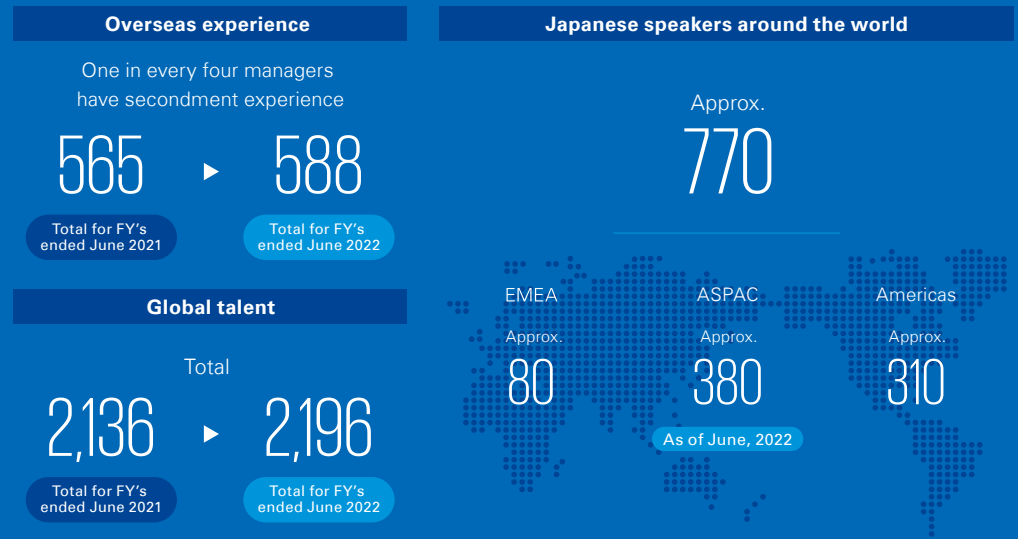 Overseas experience
One in every four managers
have secondment experience
565 ▶ 588
Total for FY's
ended June 2021
Total for FY's
ended June 2022
Global talent
Total
2,136 ▶ 2,196
Total for FY's
ended June 2021
Total for FY's
ended June 2022
Japanese speakers around the world
Approx.
770
EMEA
Approx.
80
ASPAC
Approx.
380
Americas
Approx.
310
As of June, 2022